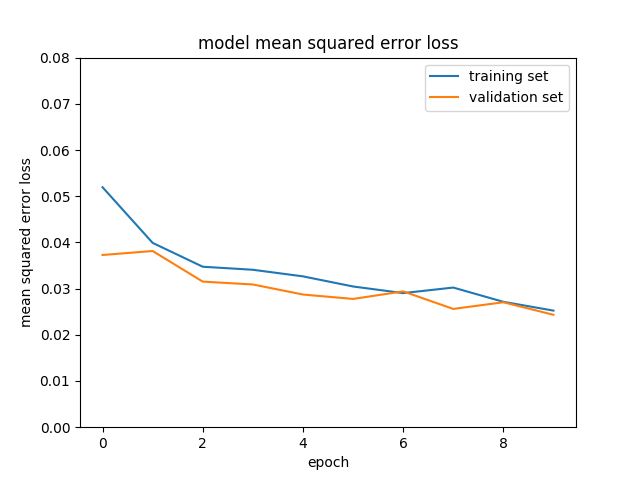 model mean squared error loss
0.08
0.07
0.06
0.05
0.04
0.03
0.02
0.01
0.00
mean squared error loss
training set
validation set
0 2 4 6 8
epoch